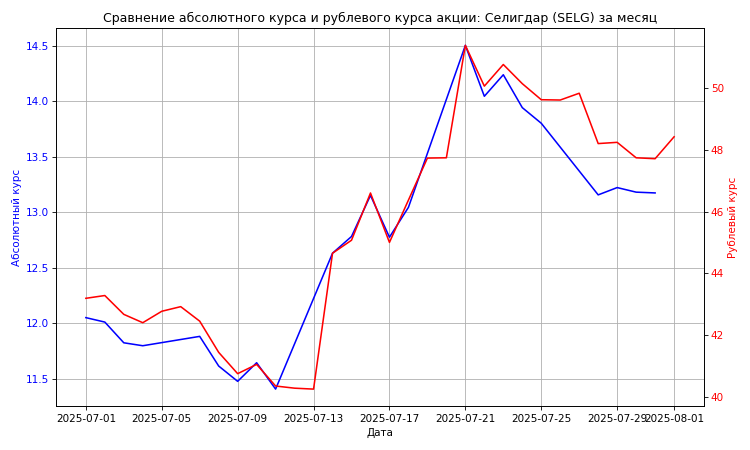 Сравнение абсолютного курса и рублевого курса акции: Селигдар (SELG) за месяц
14.5
14.0
13.5
13.0
12.5
12.0
11.5
Абсолютный курс
50
48
46
44
42
40
Рублевый курс
2025-07-01 2025-07-05 2025-07-09 2025-07-13 2025-07-17 2025-07-21 2025-07-25 2025-07-29 2025-08-01
Дата